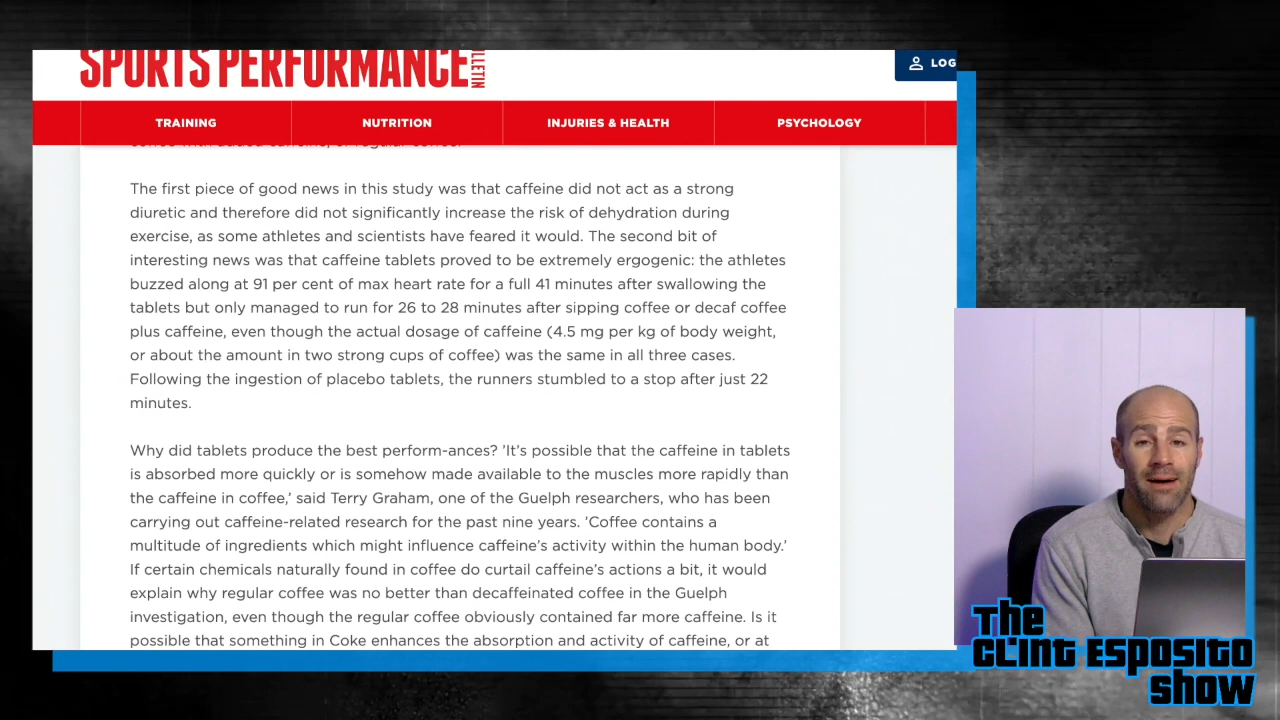 SPORTS PERFORMANCE
LLETIN
LOG
TRAINING
NUTRITION
INJURIES & HEALTH
PSYCHOLOGY
coffee with added caffeine, or regular coffee.
The first piece of good news in this study was that caffeine did not act as a strong
diuretic and therefore did not significantly increase the risk of dehydration during
exercise, as some athletes and scientists have feared it would. The second bit of
interesting news was that caffeine tablets proved to be extremely ergogenic: the athletes
buzzed along at 91 per cent of max heart rate for a full 41 minutes after swallowing the
tablets but only managed to run for 26 to 28 minutes after sipping coffee or decaf coffee
plus caffeine, even though the actual dosage of caffeine (4.5 mg per kg of body weight,
or about the amount in two strong cups of coffee) was the same in all three cases.
Following the ingestion of placebo tablets, the runners stumbled to a stop after just 22
minutes.
Why did tablets produce the best perform-ances? 'It's possible that the caffeine in tablets
is absorbed more quickly or is somehow made available to the muscles more rapidly than
the caffeine in coffee,' said Terry Graham, one of the Guelph researchers, who has been
carrying out caffeine-related research for the past nine years. 'Coffee contains a
multitude of ingredients which might influence caffeine's activity within the human body.'
If certain chemicals naturally found in coffee do curtail caffeine's actions a bit, it would
explain why regular coffee was no better than decaffeinated coffee in the Guelph
investigation, even though the regular coffee obviously contained far more caffeine. Is it
possible that something in Coke enhances the absorption and activity of caffeine, or at
The
CLINT ESPOSITO
SHOW